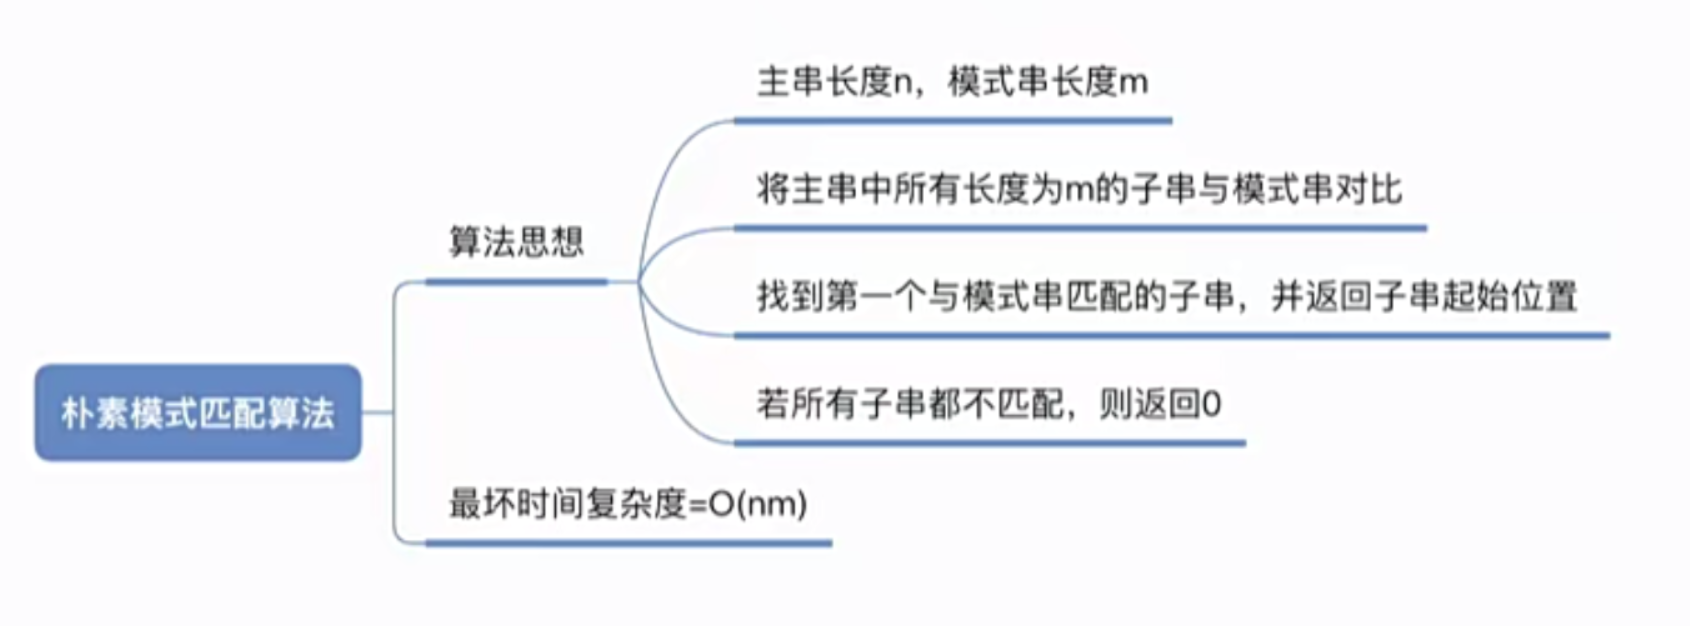 朴素模式匹配算法
算法思想
主串长度n，模式串长度m
将主串中所有长度为m的子串与模式串对比
找到第一个与模式串匹配的子串，并返回子串起始位置
若所有子串都不匹配，则返回0
最坏时间复杂度=O(nm)